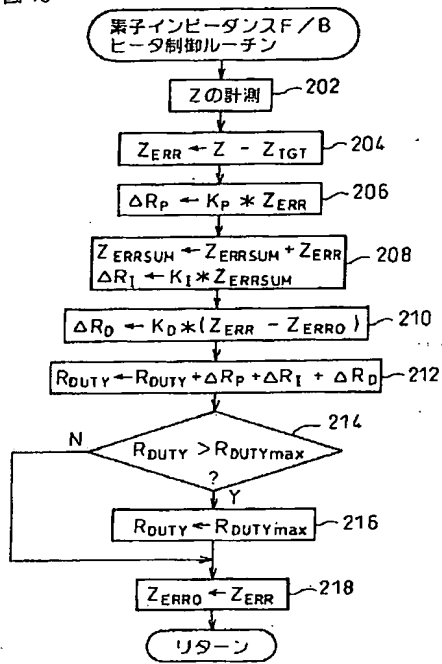 素子インピーダンスF/B
ヒータ制御ルーチン
Zの計測
202
ZERR ← Z - ZTGT
204
ΔRP ← KP * ZERR
206
ZERRSUM ← ZERRSUM + ZERR
ΔRI ← KI * ZERRSUM
208
ΔRD ← KD * (ZERR - ZERRO)
210
RDUTY ← RDUTY + ΔRP + ΔRI + ΔRD
212
214
N
RDUTY > RDUTYmax
?
Y
RDUTY ← RDUTYmax
216
ZERRO ← ZERR
218
リターン